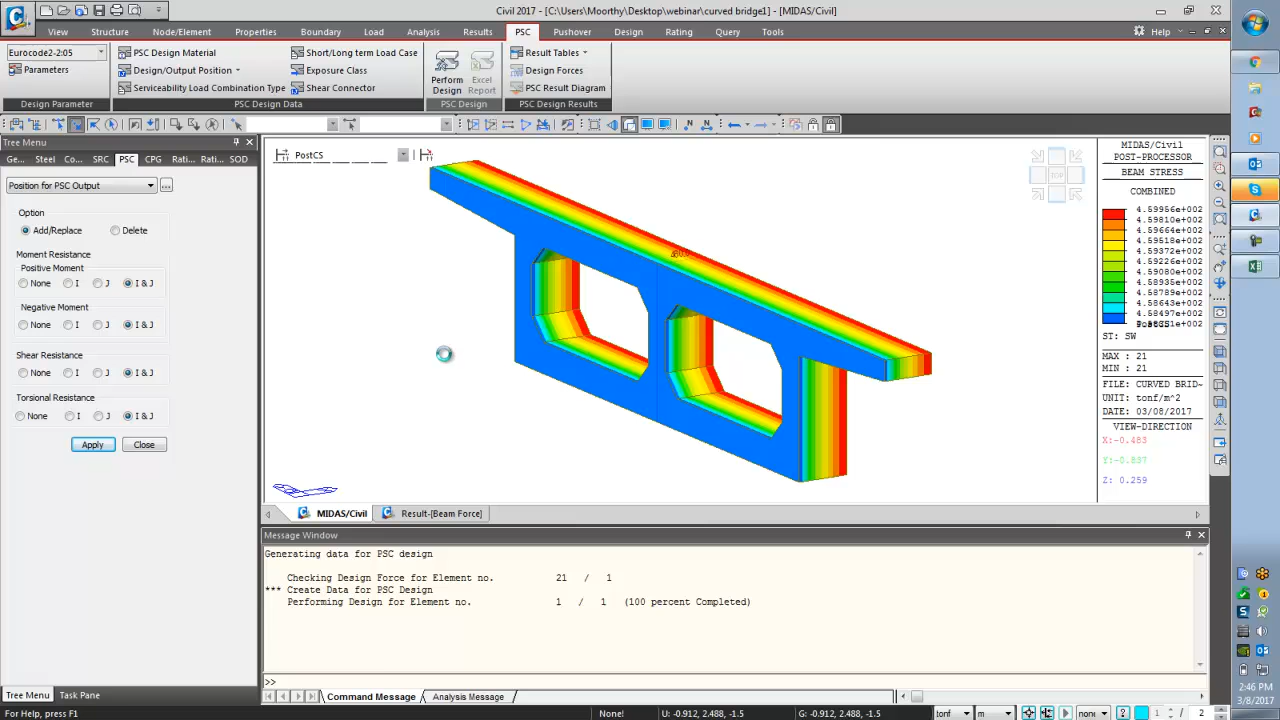 Civil 2017 - [C:\Users\Moorthy\Desktop\webinar\curved bridge1] - [MIDAS/Civil]
View Structure Node/Element Properties Boundary Load Analysis Results PSC Pushover Design Rating Query Tools Help
Eurocode2-2:05
Parameters
Design Parameter
PSC Design Material
Design/Output Position
Serviceability Load Combination Type
Short/Long term Load Case
Exposure Class
Shear Connector
PSC Design Data
Perform Design
Excel Report
PSC Design
Result Tables
Design Forces
PSC Result Diagram
PSC Design Results
Tree Menu
Ge... Steel Co... SRC PSC CPG Rati... Rati... SOD
Position for PSC Output
Option
Add/Replace Delete
Moment Resistance
Positive Moment
None I J I & J
Negative Moment
None I J I & J
Shear Resistance
None I J I & J
Torsional Resistance
None I J I & J
Apply Close
Tree Menu Task Pane
PostCS
TOP
MIDAS/Civil
POST-PROCESSOR
BEAM STRESS
COMBINED
4.59956e+002
4.59810e+002
4.59518e+002
4.59080e+002
4.58935e+002
4.58789e+002
4.58643e+002
4.58497e+002
ST: SW
MAX : 21
MIN : 21
FILE: CURVED BRID~
UNIT: tonf/m^2
DATE: 03/08/2017
VIEW-DIRECTION
X:-0.483
Y:-0.837
Z: 0.259
MIDAS/Civil Result-[Beam Force]
Message Window
Generating data for PSC design
Checking Design Force for Element no. 21 / 1
*** Create Data for PSC Design
Performing Design for Element no. 1 / 1 (100 percent Completed)
>>
Command Message Analysis Message
For Help, press F1
None! U: -0.912, 2.488, -1.5 G: -0.912, 2.488, -1.5 tonf m none 1 / 2
2:46 PM
3/8/2017